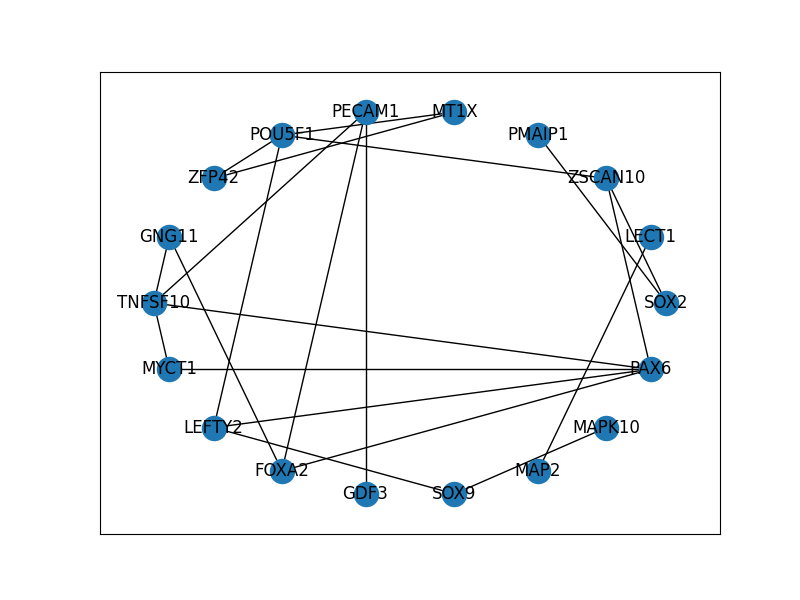 PECAM1
MT1X
POU5F1
PMAIP1
ZFP42
ZSCAN10
GNG11
LECT1
TNFSF10
SOX2
MYCT1
PAX6
LEFTY2
MAPK10
FOXA2
MAP2
GDF3
SOX9